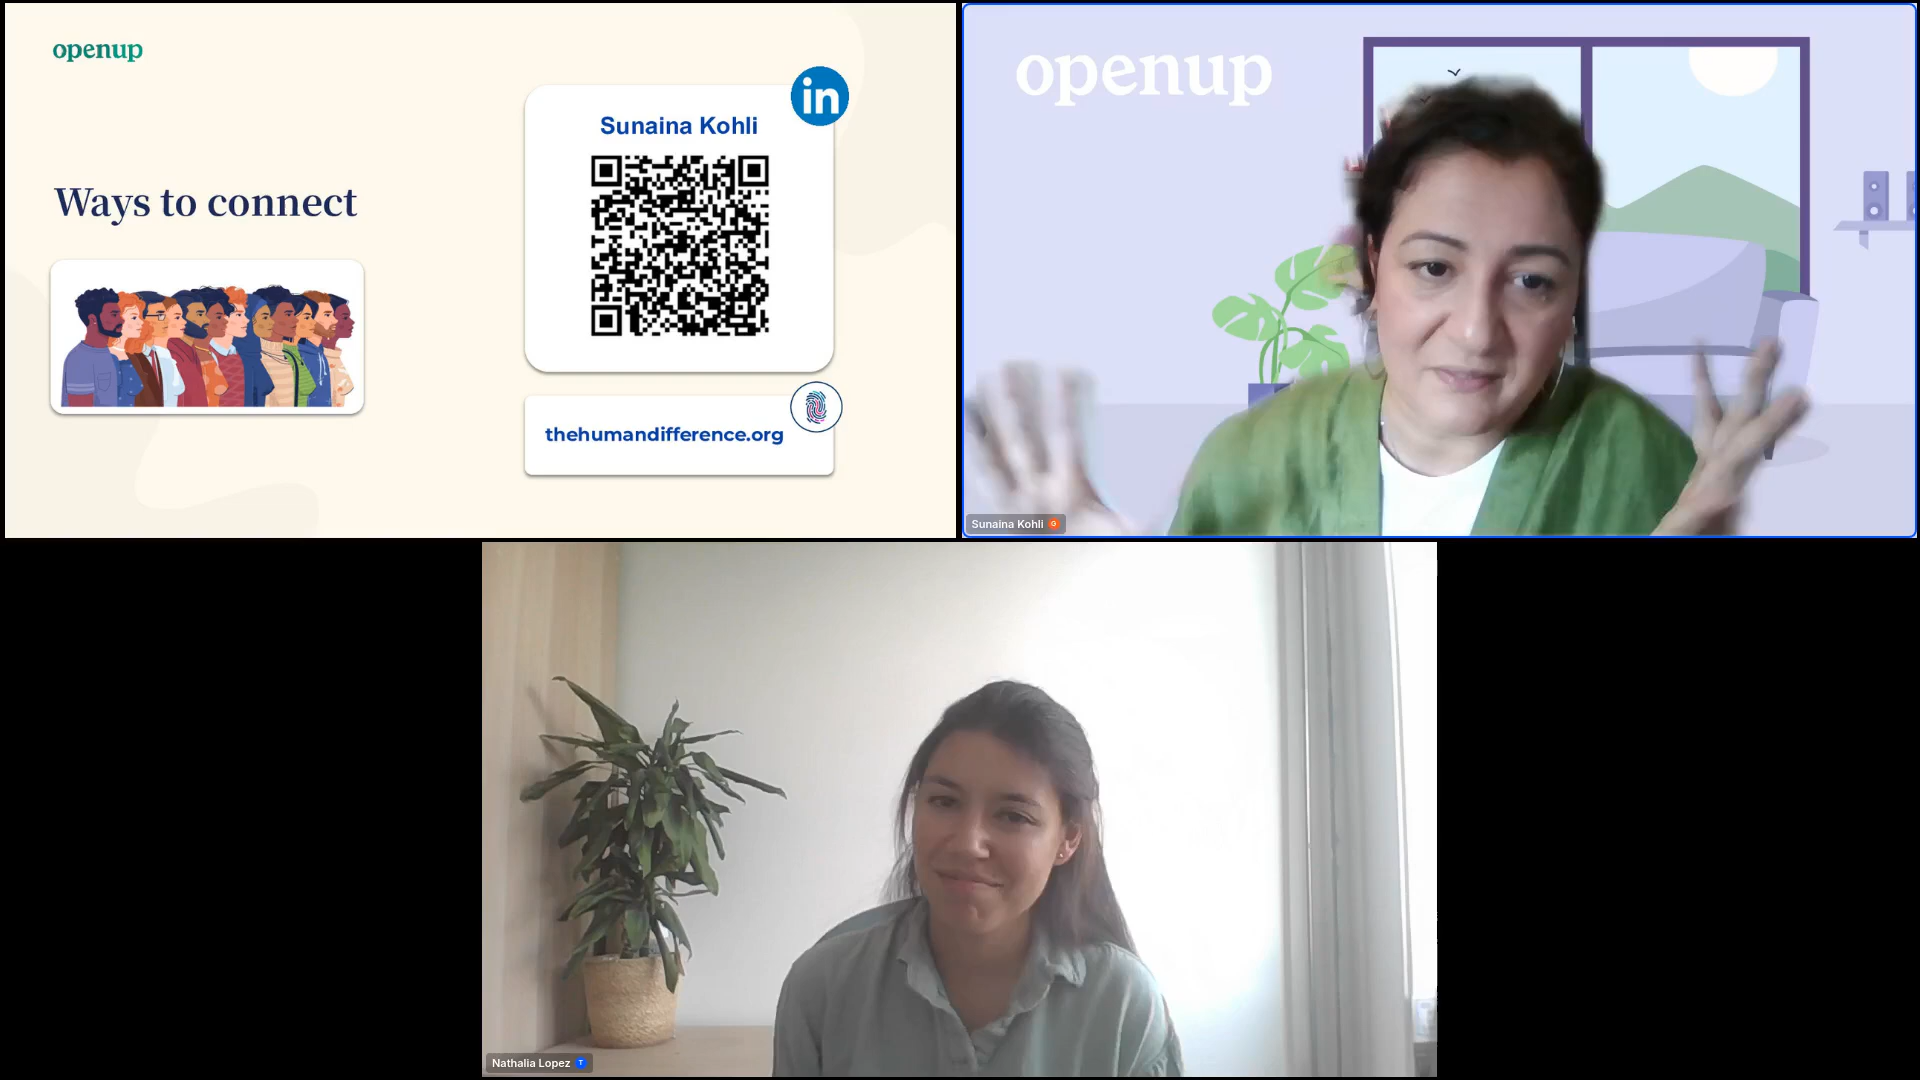 openup
Ways to connect
in
Sunaina Kohli
thehumandifference.org
openup
Sunaina Kohli G
Nathalia Lopez T